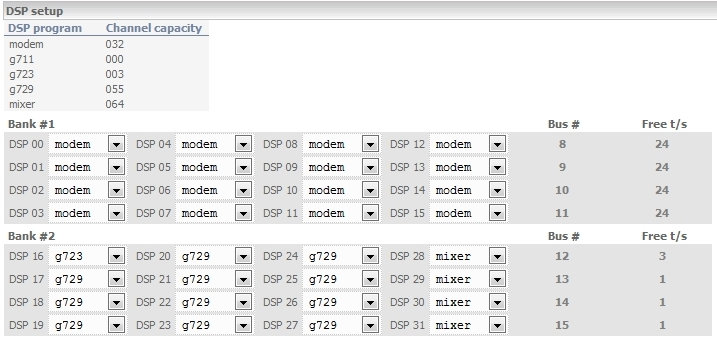 DSP setup
DSP program Channel capacity
modem 032
g711 000
g723 003
g729 055
mixer 064
Bank #1 Bus # Free t/s
DSP 00 modem DSP 04 modem DSP 08 modem DSP 12 modem 8 24
DSP 01 modem DSP 05 modem DSP 09 modem DSP 13 modem 9 24
DSP 02 modem DSP 06 modem DSP 10 modem DSP 14 modem 10 24
DSP 03 modem DSP 07 modem DSP 11 modem DSP 15 modem 11 24
Bank #2 Bus # Free t/s
DSP 16 g723 DSP 20 g729 DSP 24 g729 DSP 28 mixer 12 3
DSP 17 g729 DSP 21 g729 DSP 25 g729 DSP 29 mixer 13 1
DSP 18 g729 DSP 22 g729 DSP 26 g729 DSP 30 mixer 14 1
DSP 19 g729 DSP 23 g729 DSP 27 g729 DSP 31 mixer 15 1